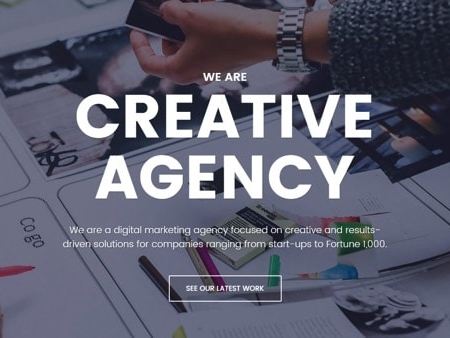 WE ARE
CREATIVE
AGENCY
We are a digital marketing agency focused on creative and results-
driven solutions for companies ranging from start-ups to Fortune 1,000.
SEE OUR LATEST WORK